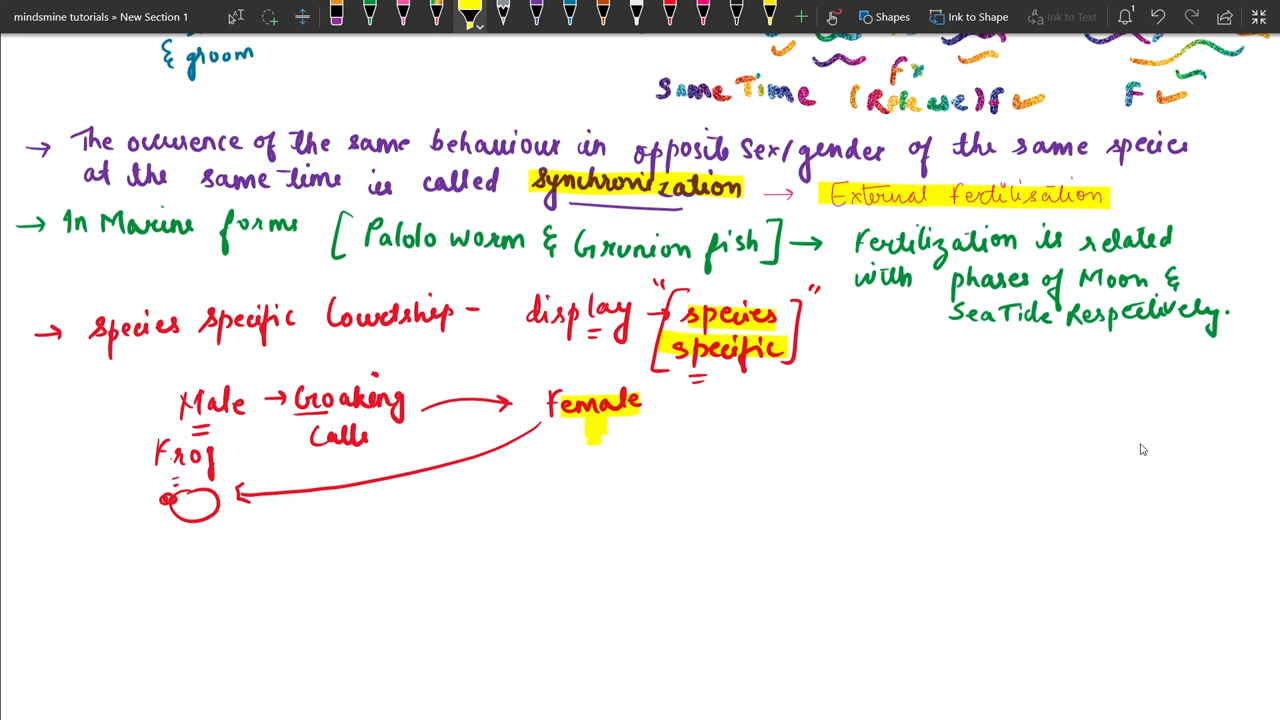 mindsmine tutorials » New Section 1
Shapes
Ink to Shape
Ink to Text
& groom
Same Time (Release) F
Fx
F
→ The occurence of the same behaviour in opposite sex/gender of the same species
at the same time is called synchronization → External fertilisation
→ In Marine forms [Palolo worm & Grunion fish] → Fertilization is related
with phases of Moon &
Sea Tide Respectively.
→ species specific Courtship - display → "[species
specific]"
Male → Croaking Calls → Female
Frog